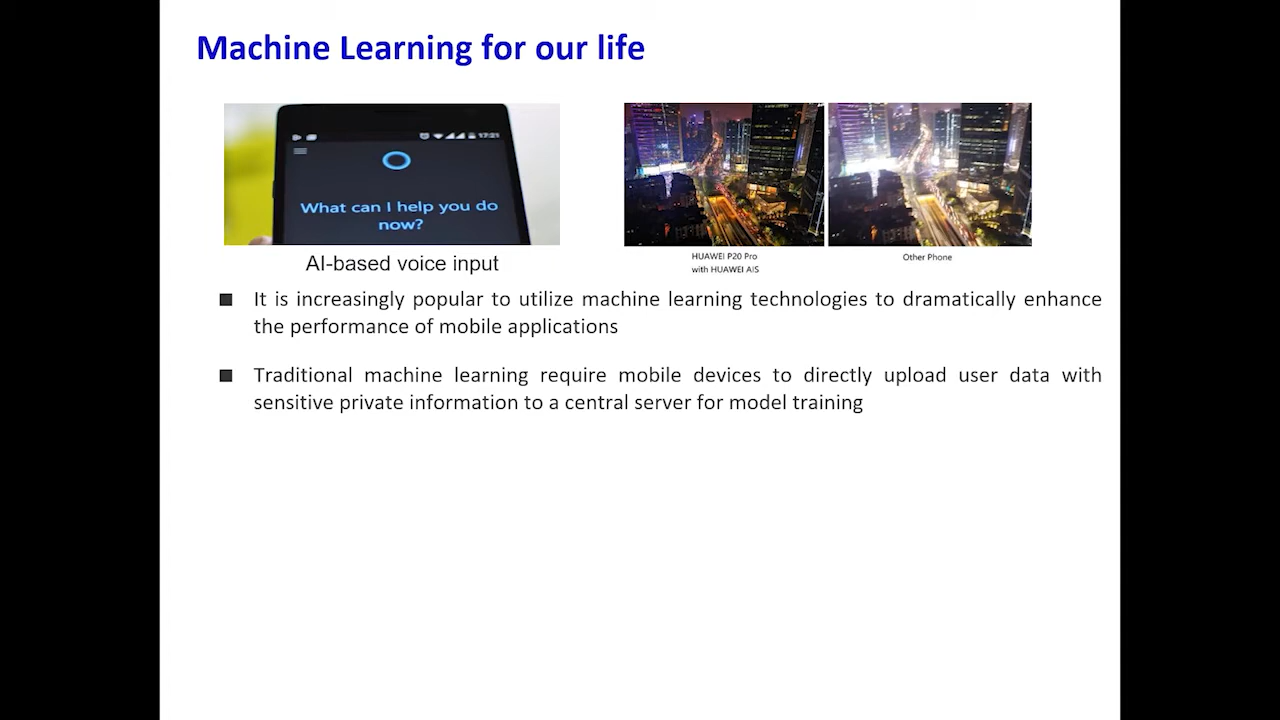 Machine Learning for our life
17:21
What can I help you do
now?
AI-based voice input
HUAWEI P20 Pro
with HUAWEI AIS
Other Phone
■ It is increasingly popular to utilize machine learning technologies to dramatically enhance
the performance of mobile applications
■ Traditional machine learning require mobile devices to directly upload user data with
sensitive private information to a central server for model training